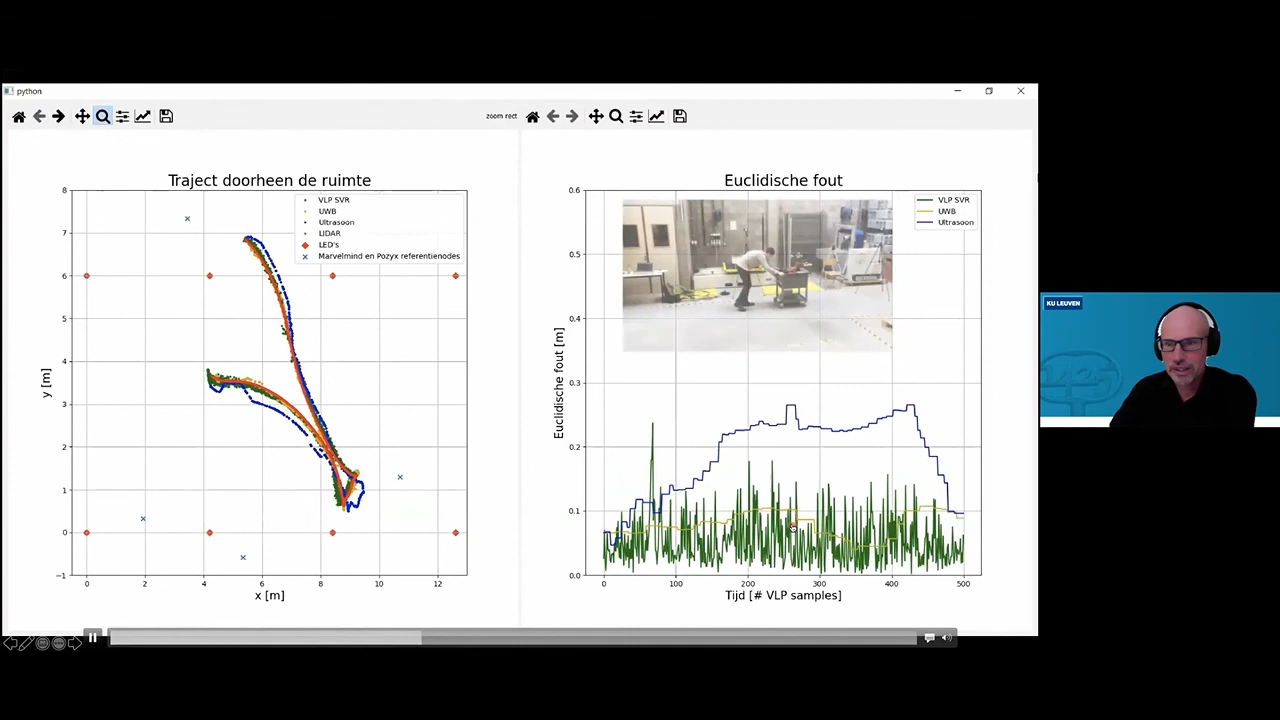 python
zoom rect
Traject doorheen de ruimte
VLP SVR
UWB
Ultrasoon
LIDAR
LED's
Marvelmind en Pozyx referentienodes
8
7
6
5
4
3
2
1
0
−1
y [m]
0 2 4 6 8 10 12
x [m]
Euclidische fout
VLP SVR
UWB
Ultrasoon
0.6
0.5
0.4
0.3
0.2
0.1
0.0
Euclidische fout [m]
0 100 200 300 400 500
Tijd [# VLP samples]
KU LEUVEN
1425